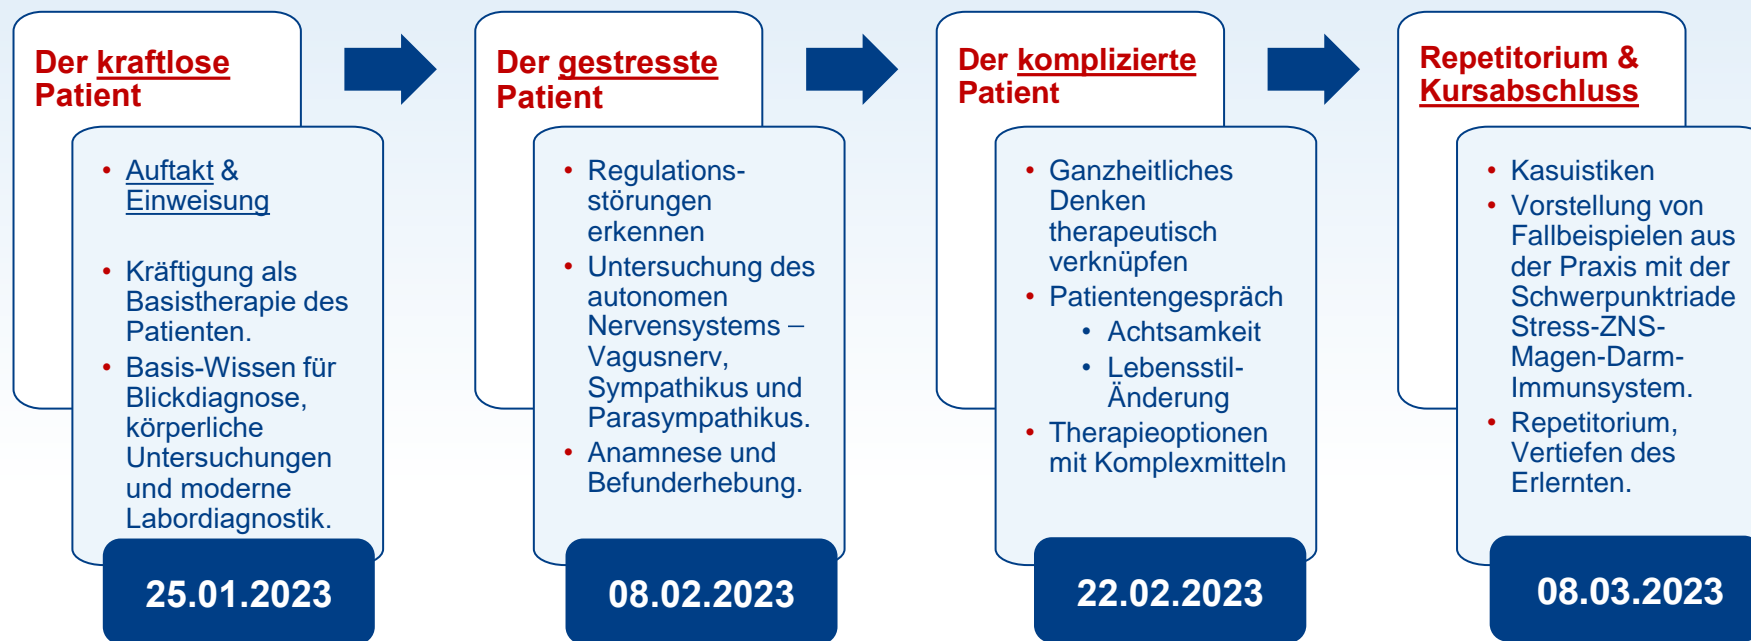 Der kraftlose
Patient
• Auftakt &
Einweisung
• Kräftigung als
Basistherapie des
Patienten.
• Basis-Wissen für
Blickdiagnose,
körperliche
Untersuchungen
und moderne
Labordiagnostik.
25.01.2023
Der gestresste
Patient
• Regulations-
störungen
erkennen
• Untersuchung des
autonomen
Nervensystems –
Vagusnerv,
Sympathikus und
Parasympathikus.
• Anamnese und
Befunderhebung.
08.02.2023
Der komplizierte
Patient
• Ganzheitliches
Denken
therapeutisch
verknüpfen
• Patientengespräch
• Achtsamkeit
• Lebensstil-
Änderung
• Therapieoptionen
mit Komplexmitteln
22.02.2023
Repetitorium &
Kursabschluss
• Kasuistiken
• Vorstellung von
Fallbeispielen aus
der Praxis mit der
Schwerpunktriade
Stress-ZNS-
Magen-Darm-
Immunsystem.
• Repetitorium,
Vertiefen des
Erlernten.
08.03.2023